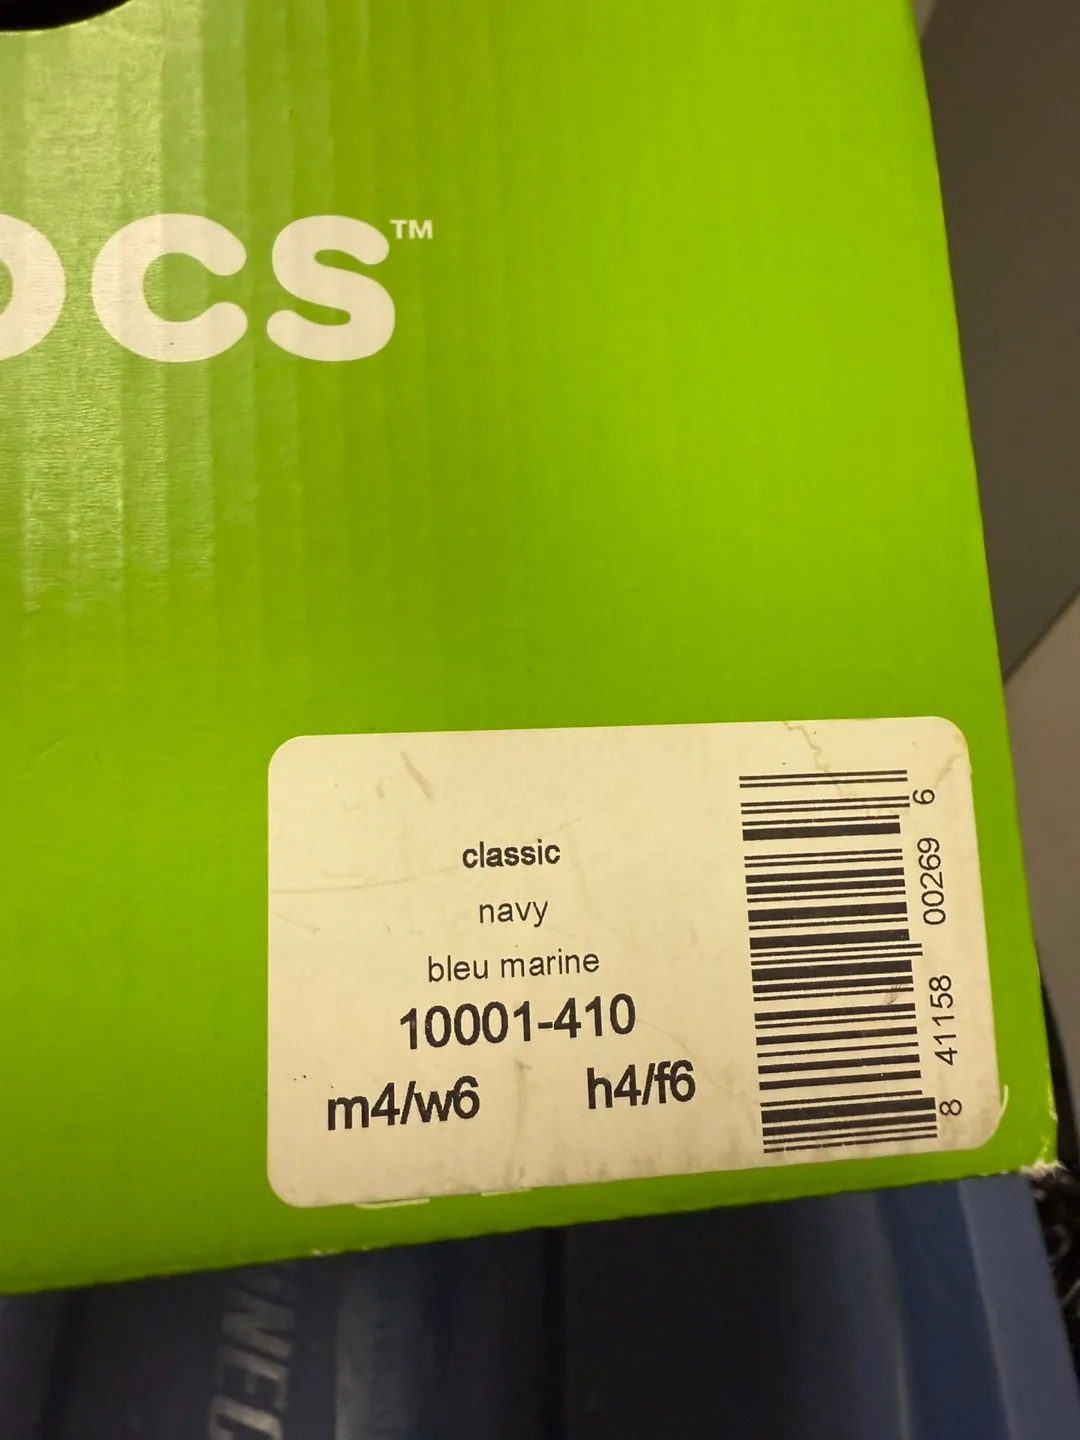 ocs™
classic
navy
bleu marine
10001-410
m4/w6 h4/f6
8 41158 00269 6